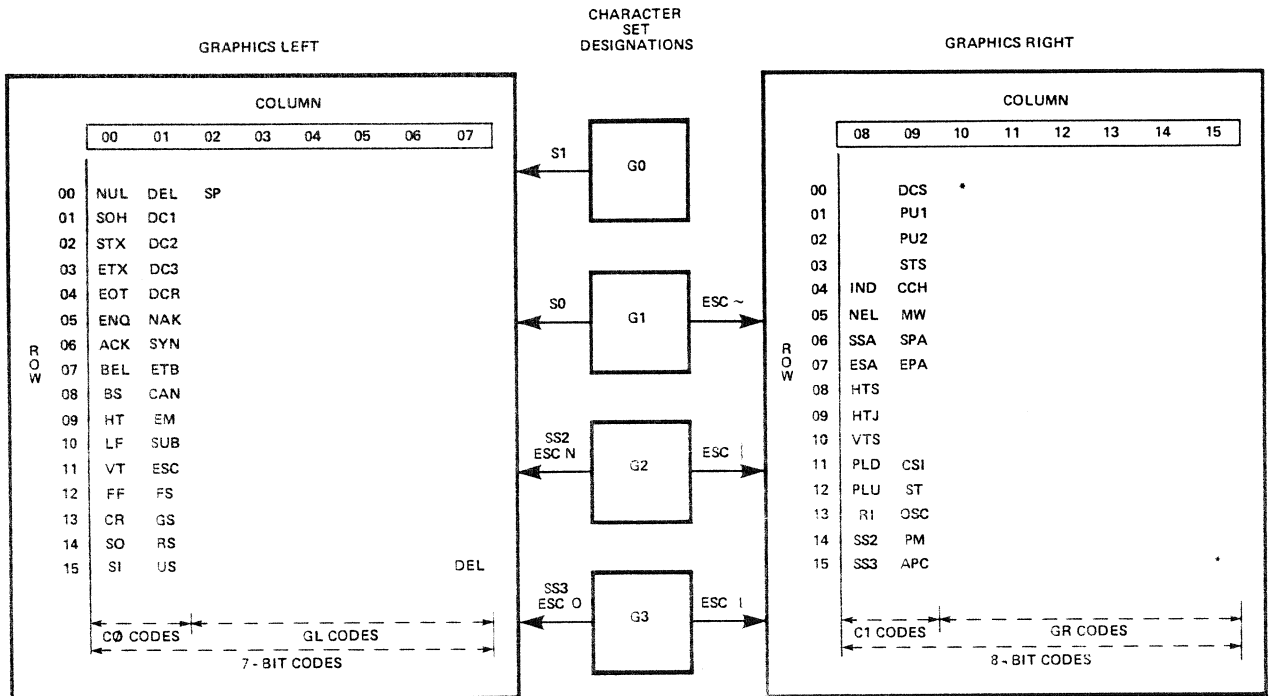 CHARACTER
SET
DESIGNATIONS
GRAPHICS LEFT
GRAPHICS RIGHT
COLUMN
00 01 02 03 04 05 06 07
ROW
00 NUL DEL SP
01 SOH DC1
02 STX DC2
03 ETX DC3
04 EOT DCR
05 ENQ NAK
06 ACK SYN
07 BEL ETB
08 BS CAN
09 HT EM
10 LF SUB
11 VT ESC
12 FF FS
13 CR GS
14 SO RS
15 SI US DEL
CØ CODES GL CODES
7-BIT CODES
S1 G0
S0 G1 ESC ~
SS2
ESC N G2 ESC
SS3
ESC O G3 ESC
COLUMN
08 09 10 11 12 13 14 15
ROW
00 DCS *
01 PU1
02 PU2
03 STS
04 IND CCH
05 NEL MW
06 SSA SPA
07 ESA EPA
08 HTS
09 HTJ
10 VTS
11 PLD CSI
12 PLU ST
13 RI OSC
14 SS2 PM
15 SS3 APC *
C1 CODES GR CODES
8-BIT CODES